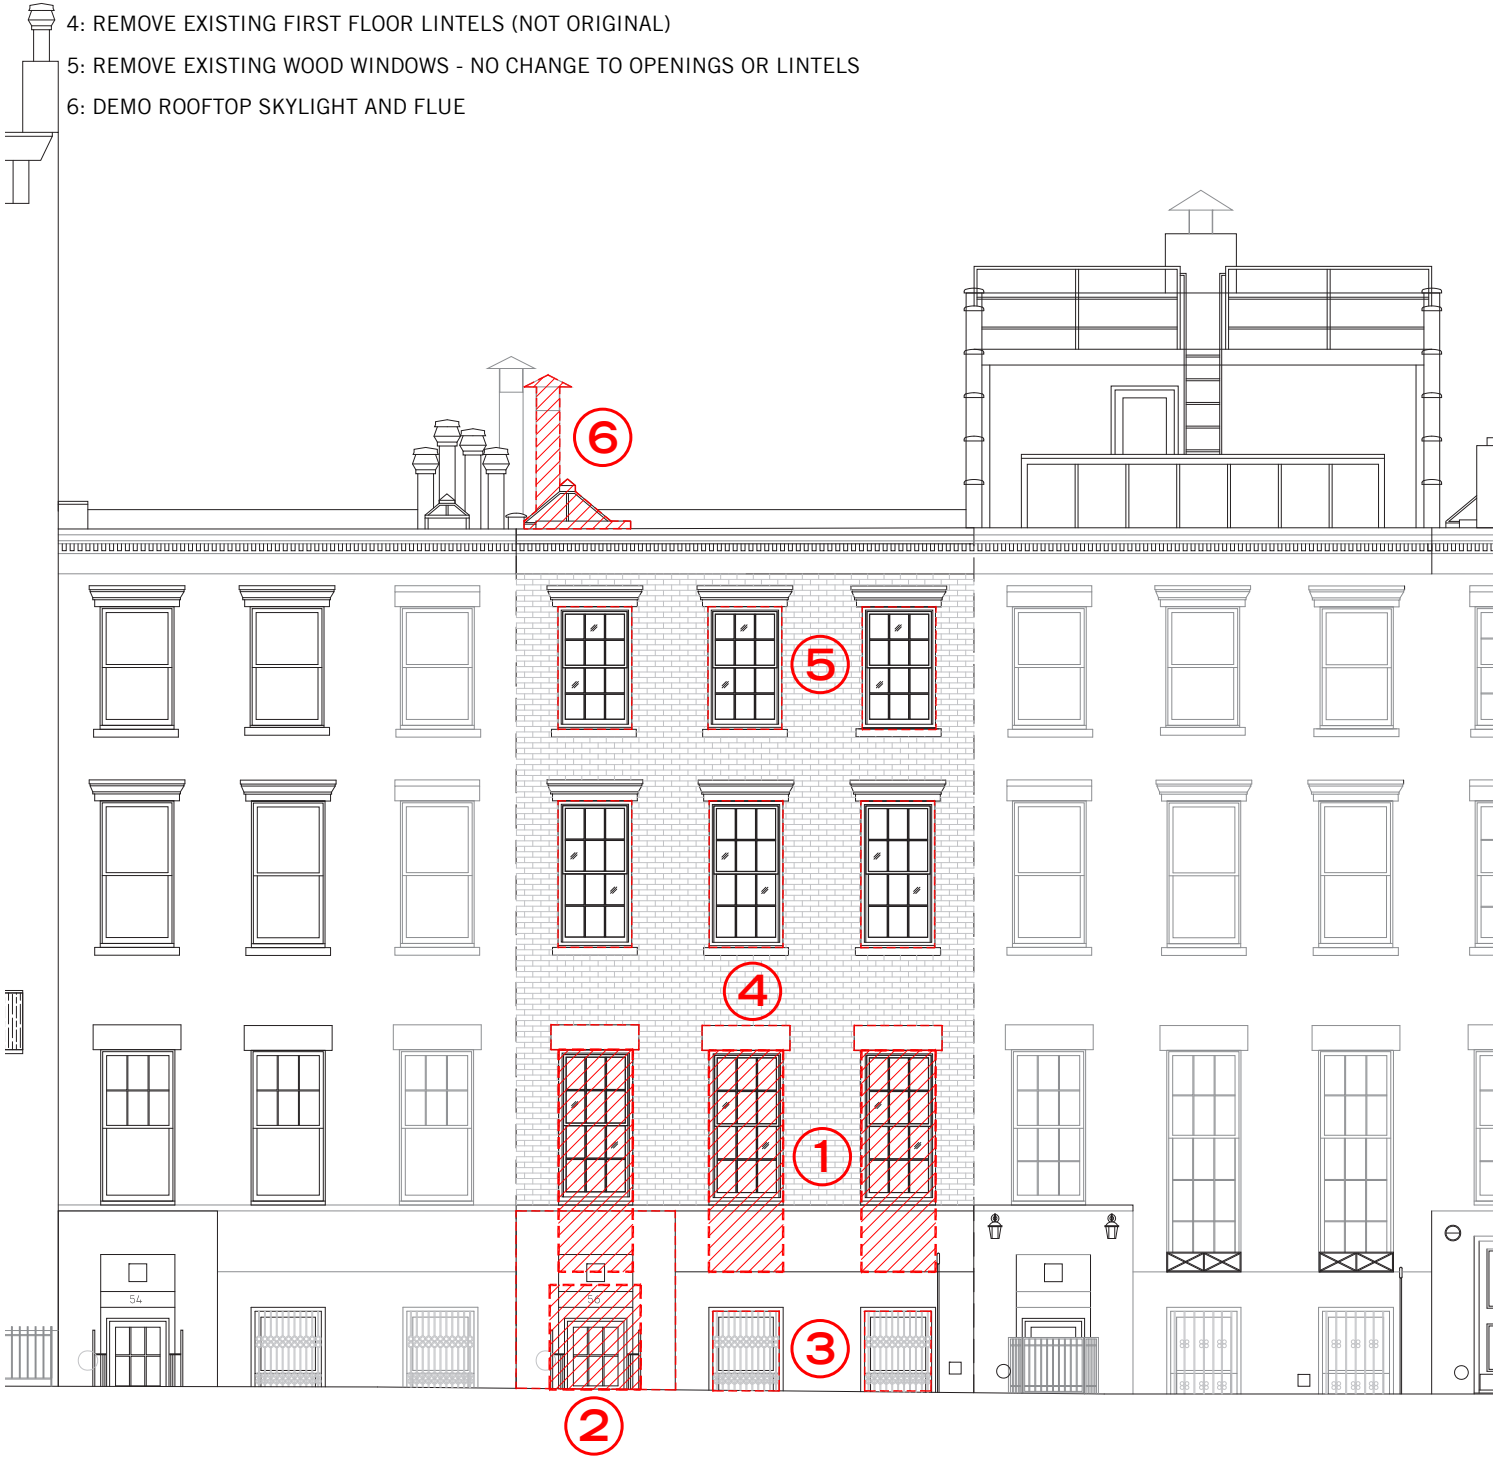 4: REMOVE EXISTING FIRST FLOOR LINTELS (NOT ORIGINAL)
5: REMOVE EXISTING WOOD WINDOWS - NO CHANGE TO OPENINGS OR LINTELS
6: DEMO ROOFTOP SKYLIGHT AND FLUE
6
5
4
1
54
56
3
2